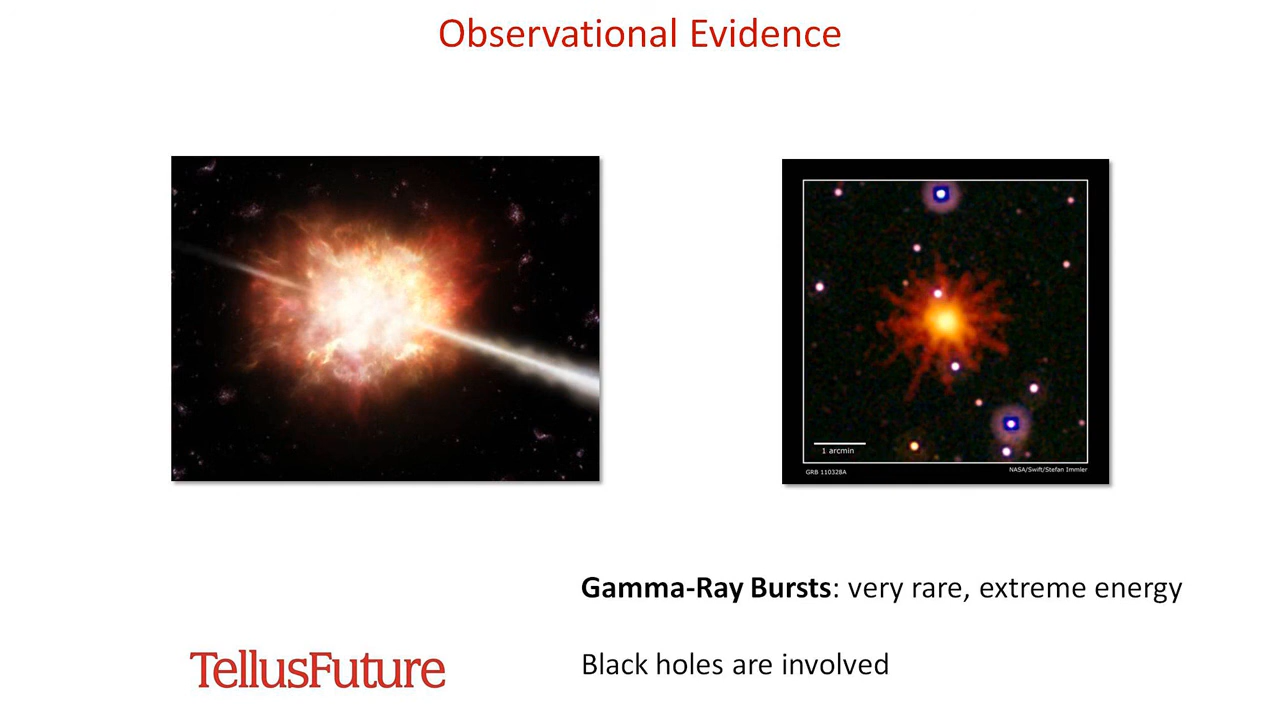 Observational Evidence
1 arcmin
GRB 110328A
NASA/Swift/Stefan Immler
Gamma-Ray Bursts: very rare, extreme energy
TellusFuture
Black holes are involved